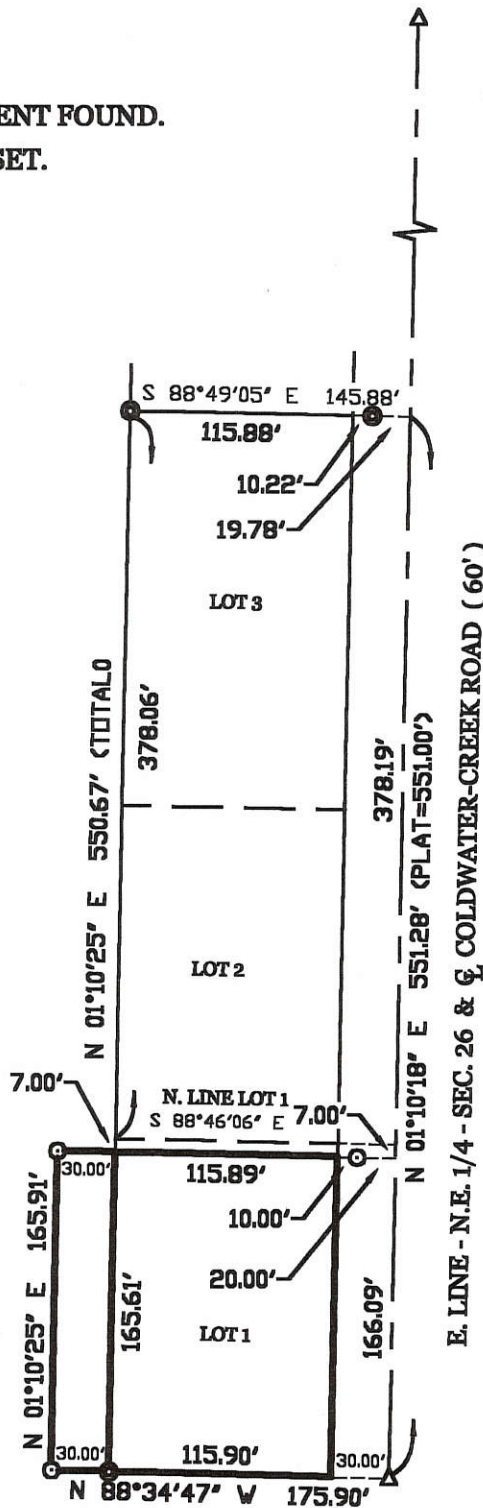 ENT FOUND.
SET.
S 88°49'05" E 145.88'
115.88'
10.22'
19.78'
LOT 3
N 01°10'25" E 550.67' (TOTAL0
378.06'
378.19'
N 01°10'18" E 551.28' (PLAT=551.00')
E. LINE - N.E. 1/4 - SEC. 26 & ℄ COLDWATER-CREEK ROAD ( 60' )
LOT 2
7.00'
N. LINE LOT 1
S 88°46'06" E
7.00'
30.00'
115.89'
10.00'
20.00'
N 01°10'25" E 165.91'
165.61'
LOT 1
166.09'
30.00'
115.90'
30.00'
N 88°34'47" W 175.90'